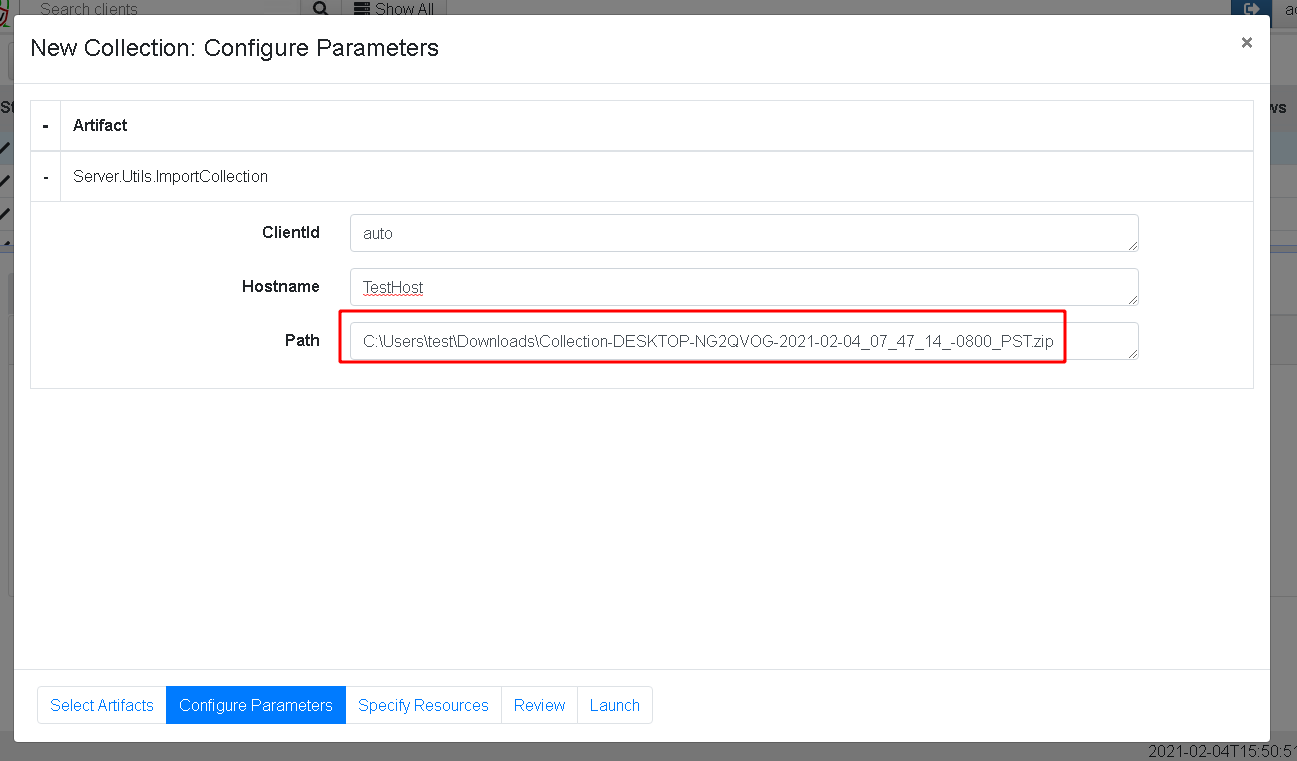 Search clients
Show All
New Collection: Configure Parameters
×
- Artifact
- Server.Utils.ImportCollection
ClientId auto
Hostname TestHost
Path C:\Users\test\Downloads\Collection-DESKTOP-NG2QVOG-2021-02-04_07_47_14_-0800_PST.zip
Select Artifacts Configure Parameters Specify Resources Review Launch
2021-02-04T15:50:51